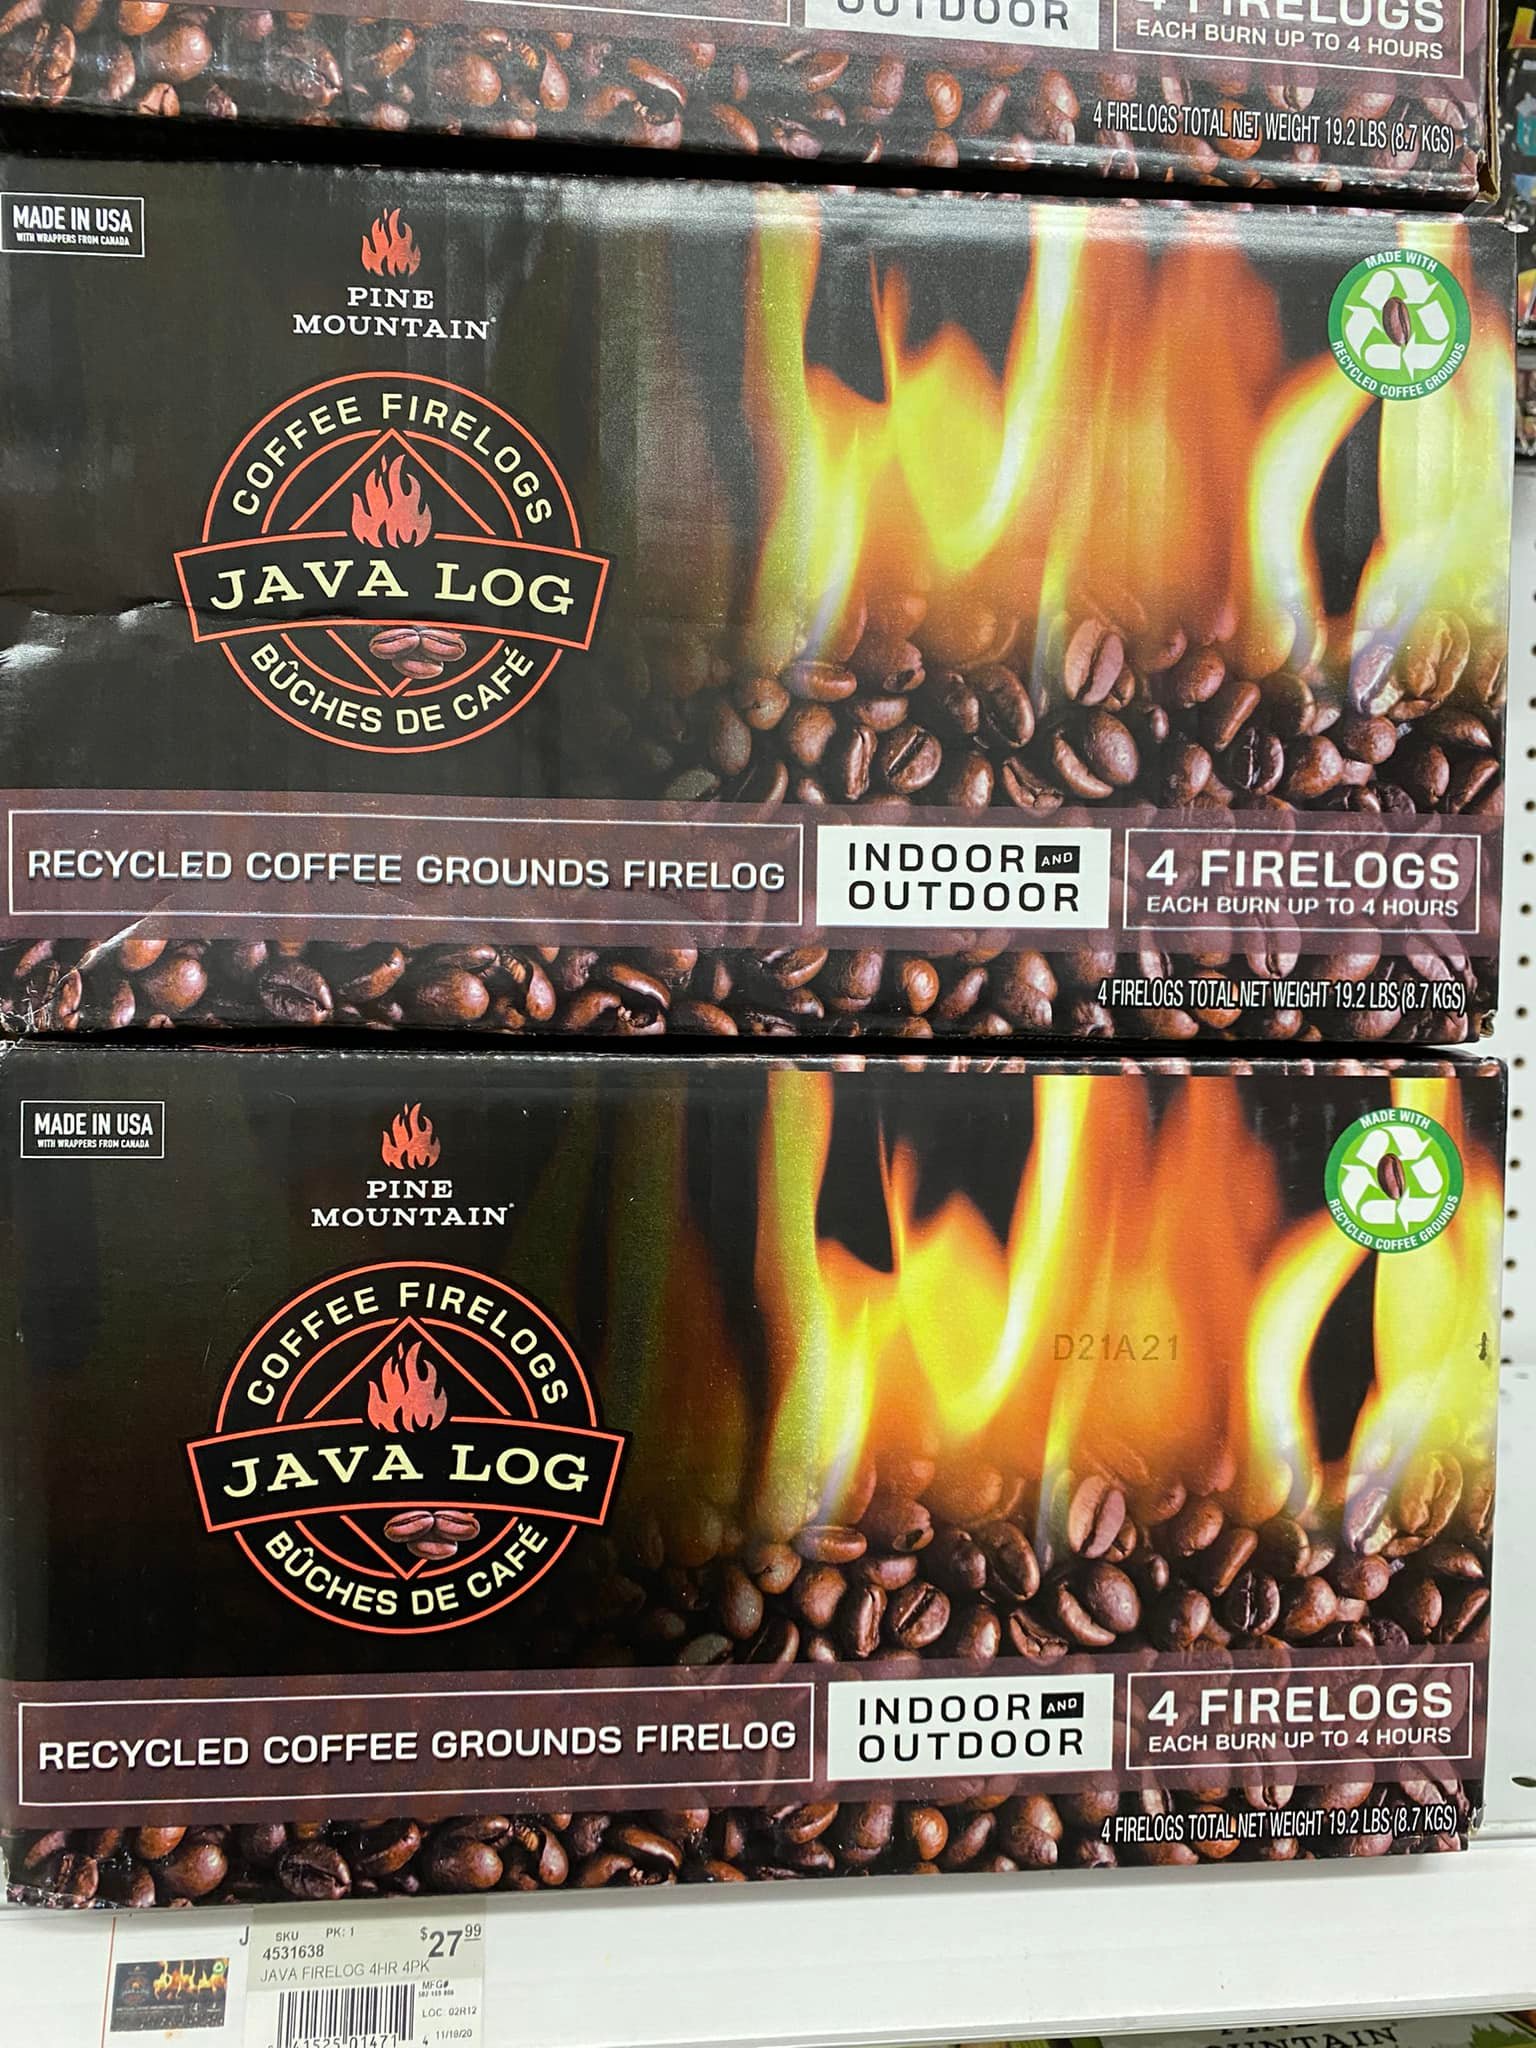 OUTDOOR
4 FIRELOGS
EACH BURN UP TO 4 HOURS
4 FIRELOGS TOTAL NET WEIGHT 19.2 LBS (8.7 KGS)
MADE IN USA
WITH WRAPPERS FROM CANADA
PINE
MOUNTAIN
MADE WITH
RECYCLED COFFEE GROUNDS
COFFEE FIRELOGS
JAVA LOG
BÛCHES DE CAFÉ
RECYCLED COFFEE GROUNDS FIRELOG
INDOOR AND
OUTDOOR
4 FIRELOGS
EACH BURN UP TO 4 HOURS
4 FIRELOGS TOTAL NET WEIGHT 19.2 LBS (8.7 KGS)
MADE IN USA
WITH WRAPPERS FROM CANADA
PINE
MOUNTAIN
MADE WITH
RECYCLED COFFEE GROUNDS
COFFEE FIRELOGS
JAVA LOG
BÛCHES DE CAFÉ
D21A21
RECYCLED COFFEE GROUNDS FIRELOG
INDOOR AND
OUTDOOR
4 FIRELOGS
EACH BURN UP TO 4 HOURS
4 FIRELOGS TOTAL NET WEIGHT 19.2 LBS (8.7 KGS)
J
SKU PK: 1
4531638
$27.99
JAVA FIRELOG 4HR 4PK
MFG#
LOC: 02R12
41525 01471 4
11/18/20
MOUNTAIN